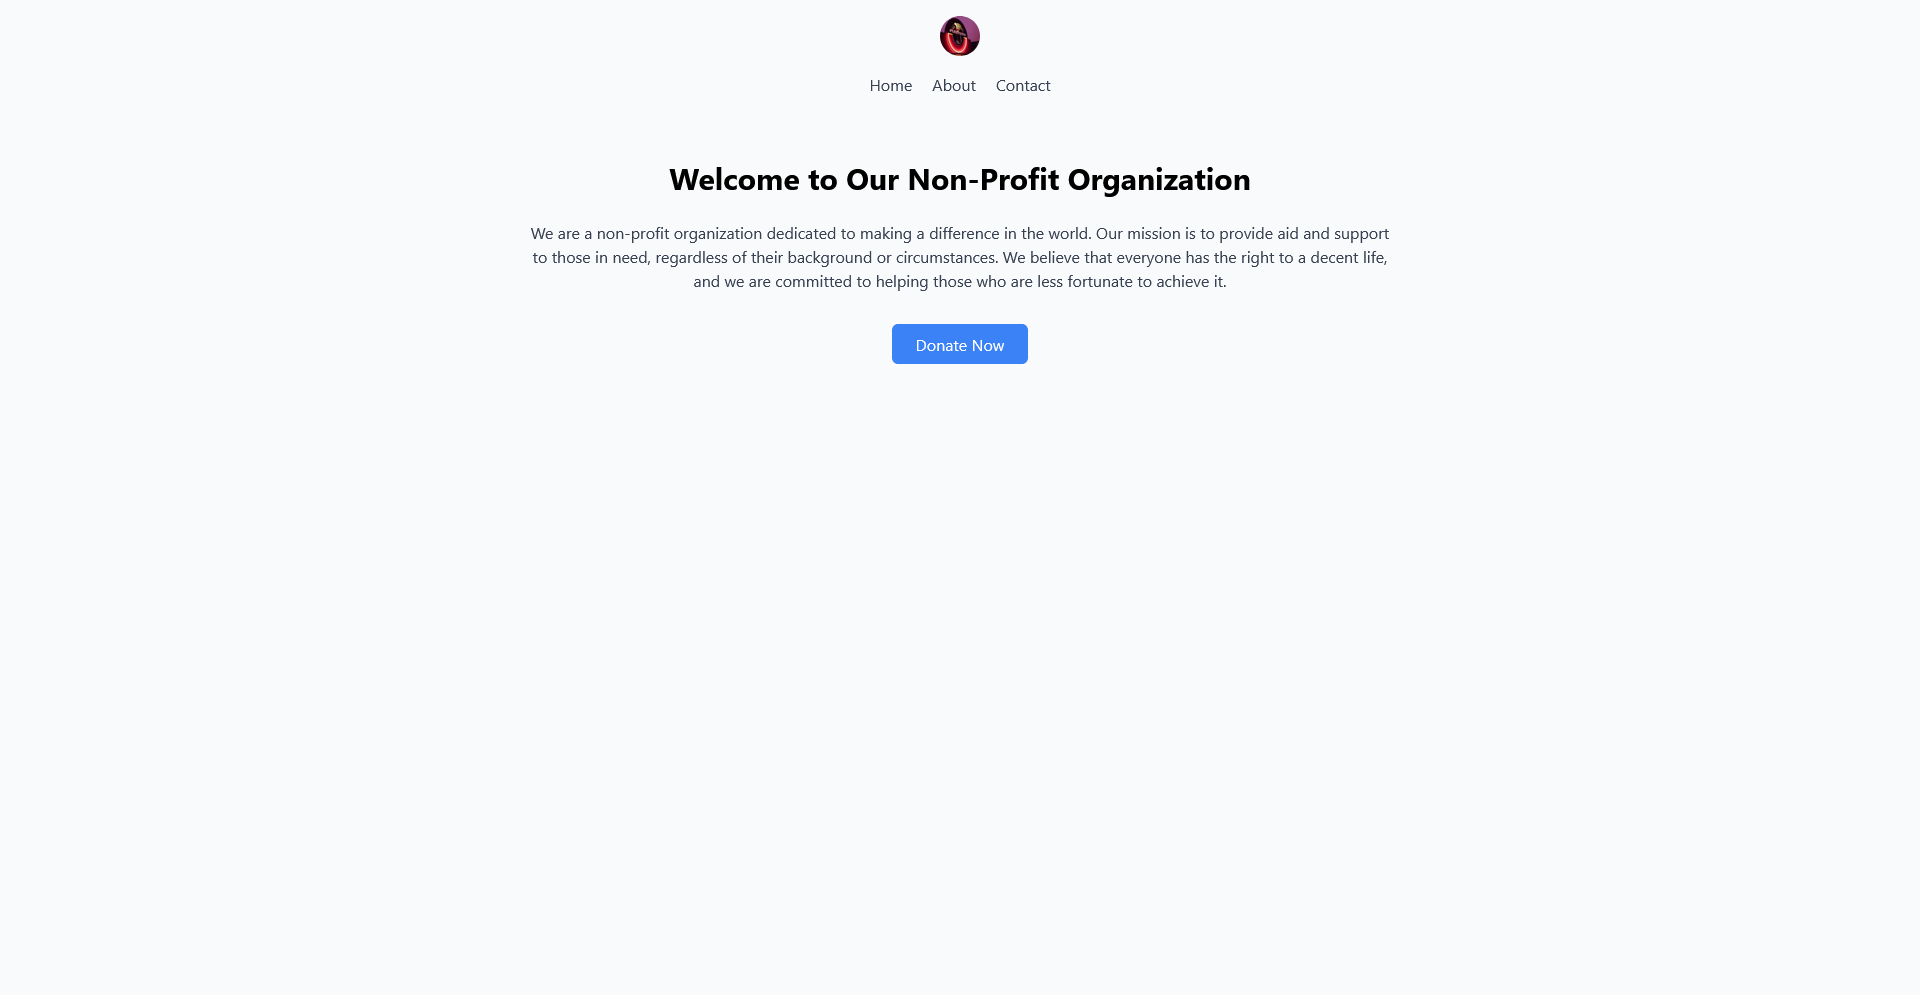 Home About Contact
Welcome to Our Non-Profit Organization
We are a non-profit organization dedicated to making a difference in the world. Our mission is to provide aid and support
to those in need, regardless of their background or circumstances. We believe that everyone has the right to a decent life,
and we are committed to helping those who are less fortunate to achieve it.
Donate Now